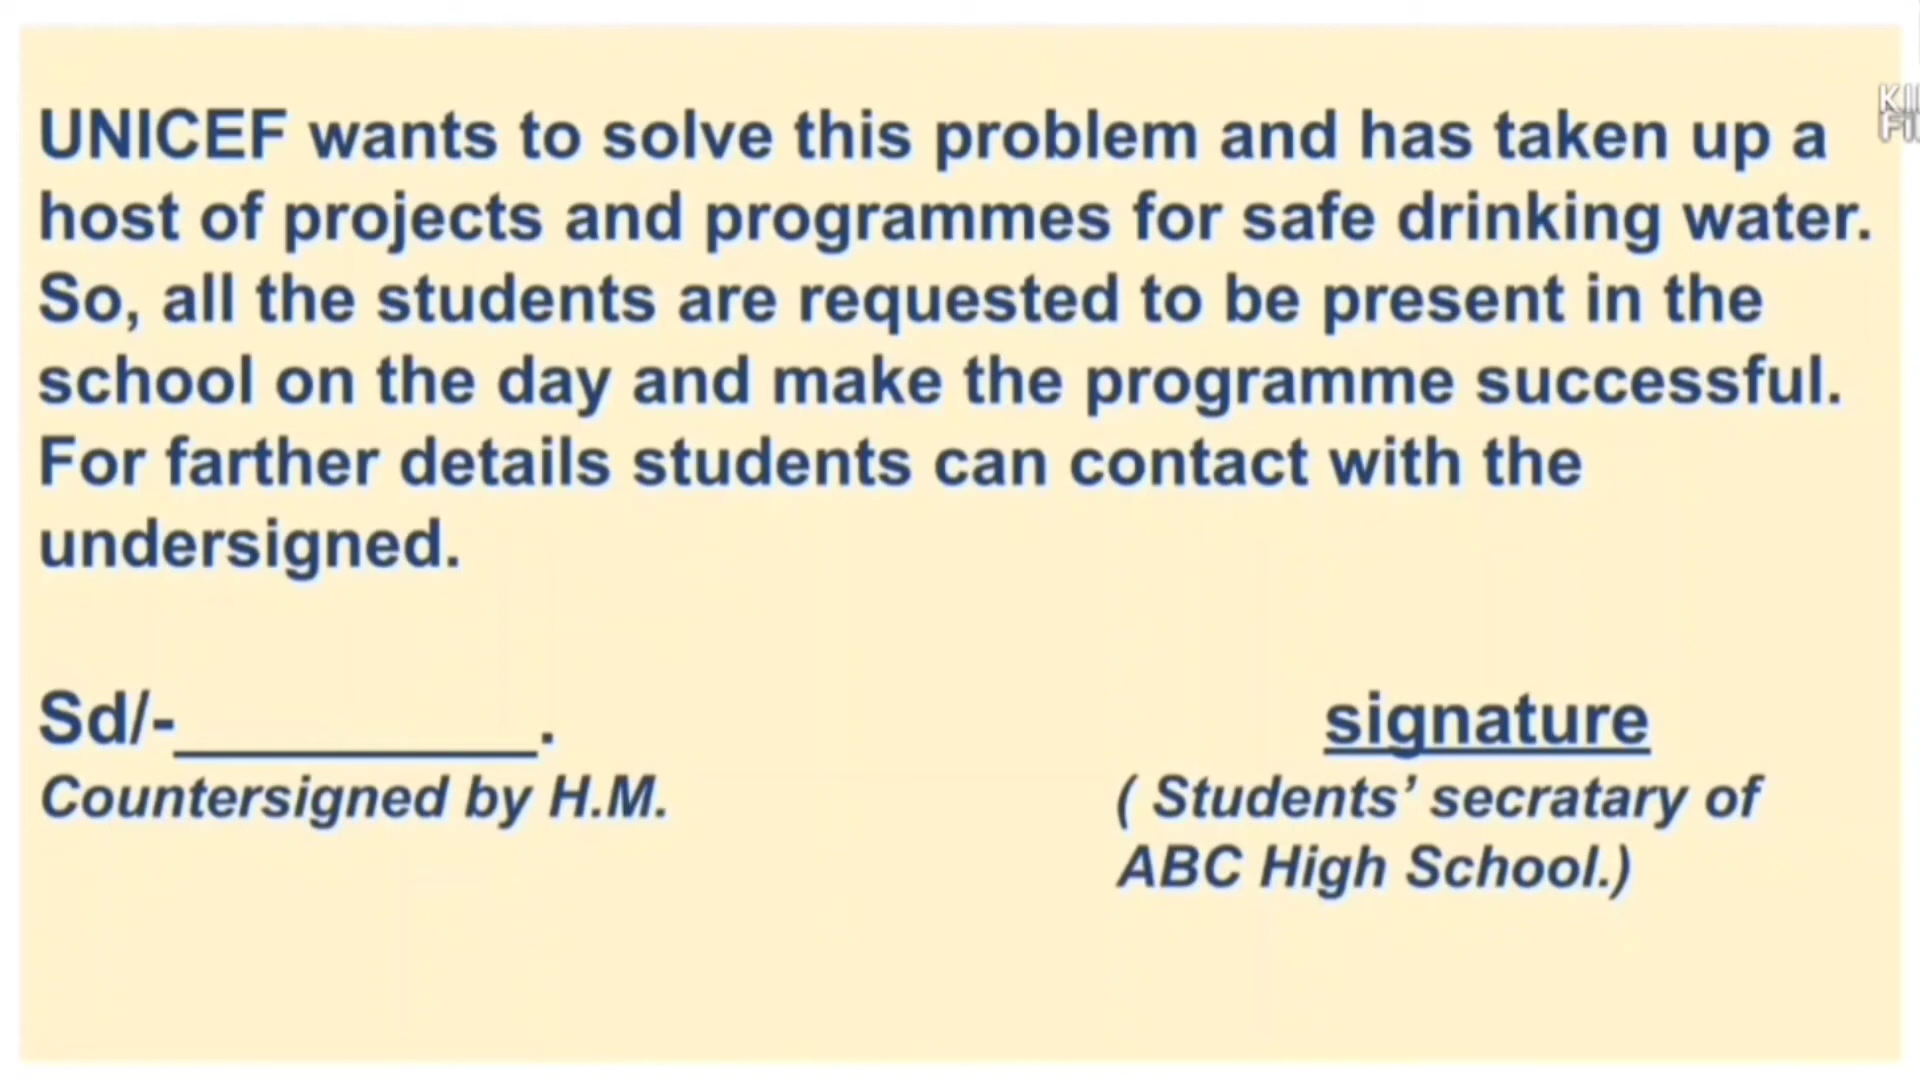 UNICEF wants to solve this problem and has taken up a
host of projects and programmes for safe drinking water.
So, all the students are requested to be present in the
school on the day and make the programme successful.
For farther details students can contact with the
undersigned.
Sd/-__________.
signature
Countersigned by H.M.
( Students’ secratary of
ABC High School.)